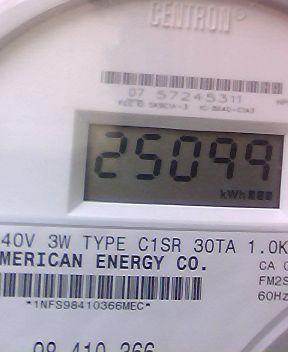 CENTRON®
07 57245311
25099
kWh
40V 3W TYPE C1SR 30TA 1.0K
MERICAN ENERGY CO.
CA
FM2S
*1NFS98410366MEC*
60Hz
98 410 366